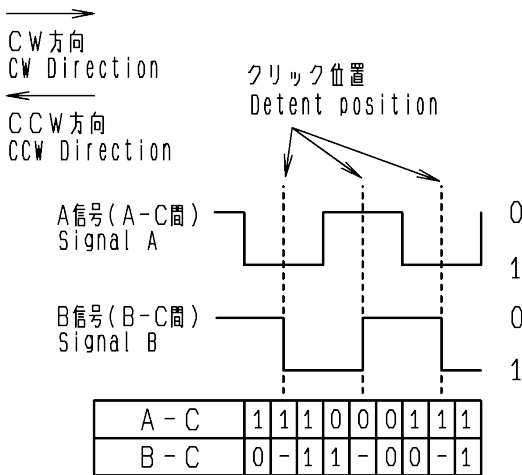 CW方向
CW Direction
CCW方向
CCW Direction
クリック位置
Detent position
A信号(A-C間)
Signal A
0
1
B信号(B-C間)
Signal B
0
1
A-C 1 1 1 0 0 0 1 1 1
B-C 0 - 1 1 - 0 0 - 1